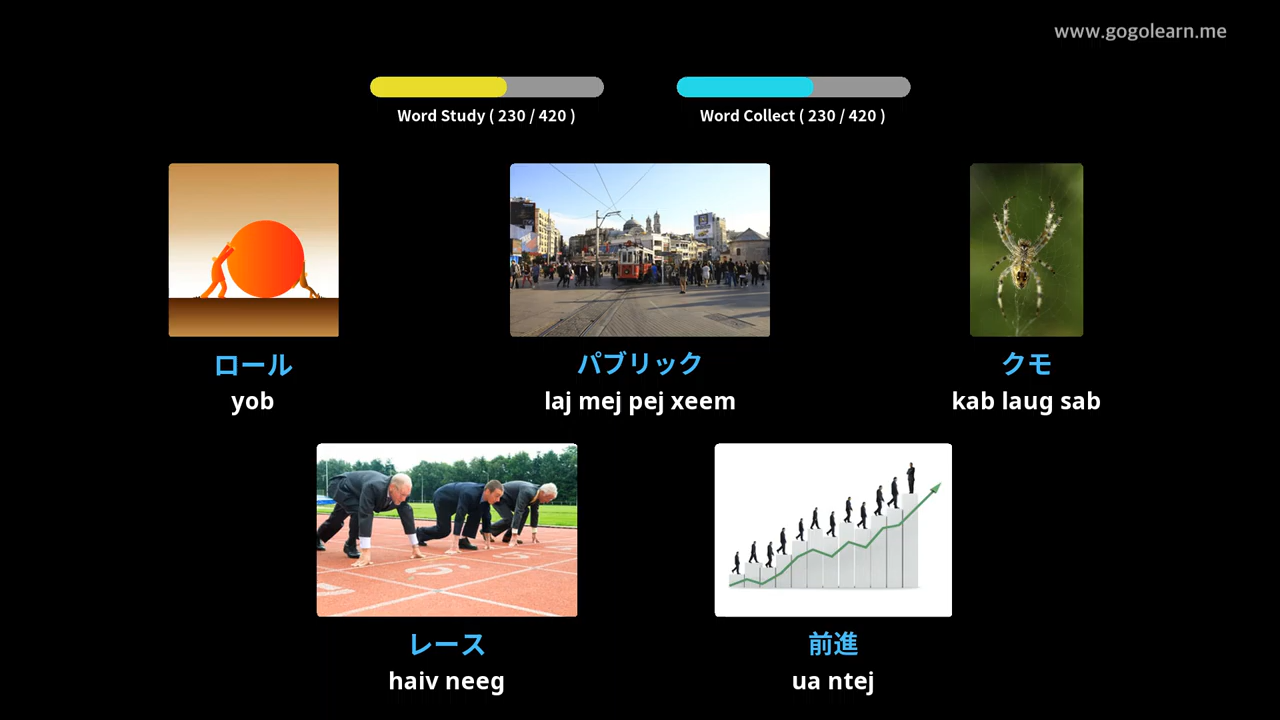 www.gogolearn.me
Word Study ( 230 / 420 )
Word Collect ( 230 / 420 )
ロール
yob
パブリック
laj mej pej xeem
クモ
kab laug sab
レース
haiv neeg
前進
ua ntej